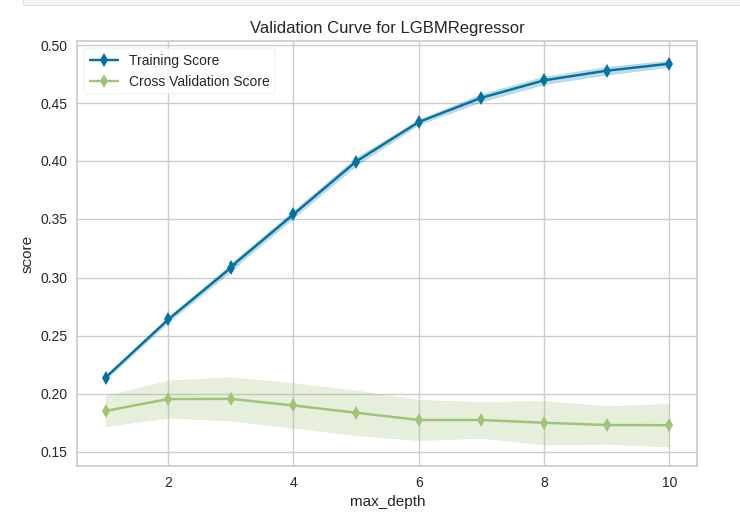 Validation Curve for LGBMRegressor
Training Score
Cross Validation Score
0.50
0.45
0.40
0.35
0.30
0.25
0.20
0.15
score
2 4 6 8 10
max_depth